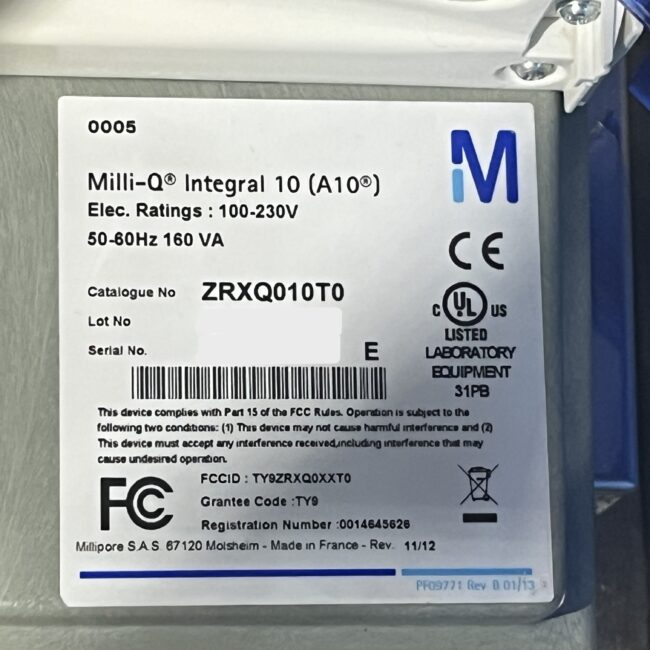 0005
M
Milli-Q® Integral 10 (A10®)
Elec. Ratings : 100-230V
50-60Hz 160 VA
CE
Catalogue No ZRXQ010T0
Lot No
Serial No. E
C UL US
LISTED
LABORATORY
EQUIPMENT
31PB
This device complies with Part 15 of the FCC Rules. Operation is subject to the
following two conditions: (1) This device may not cause harmful interference and (2)
This device must accept any interference received,including interference that may
cause undesired operation.
FC
FCCID : TY9ZRXQ0XXT0
Grantee Code :TY9
Registration Number :0014645626
Millipore S.A.S. 67120 Molsheim - Made in France - Rev. 11/12
PF09771 Rev B 01/13